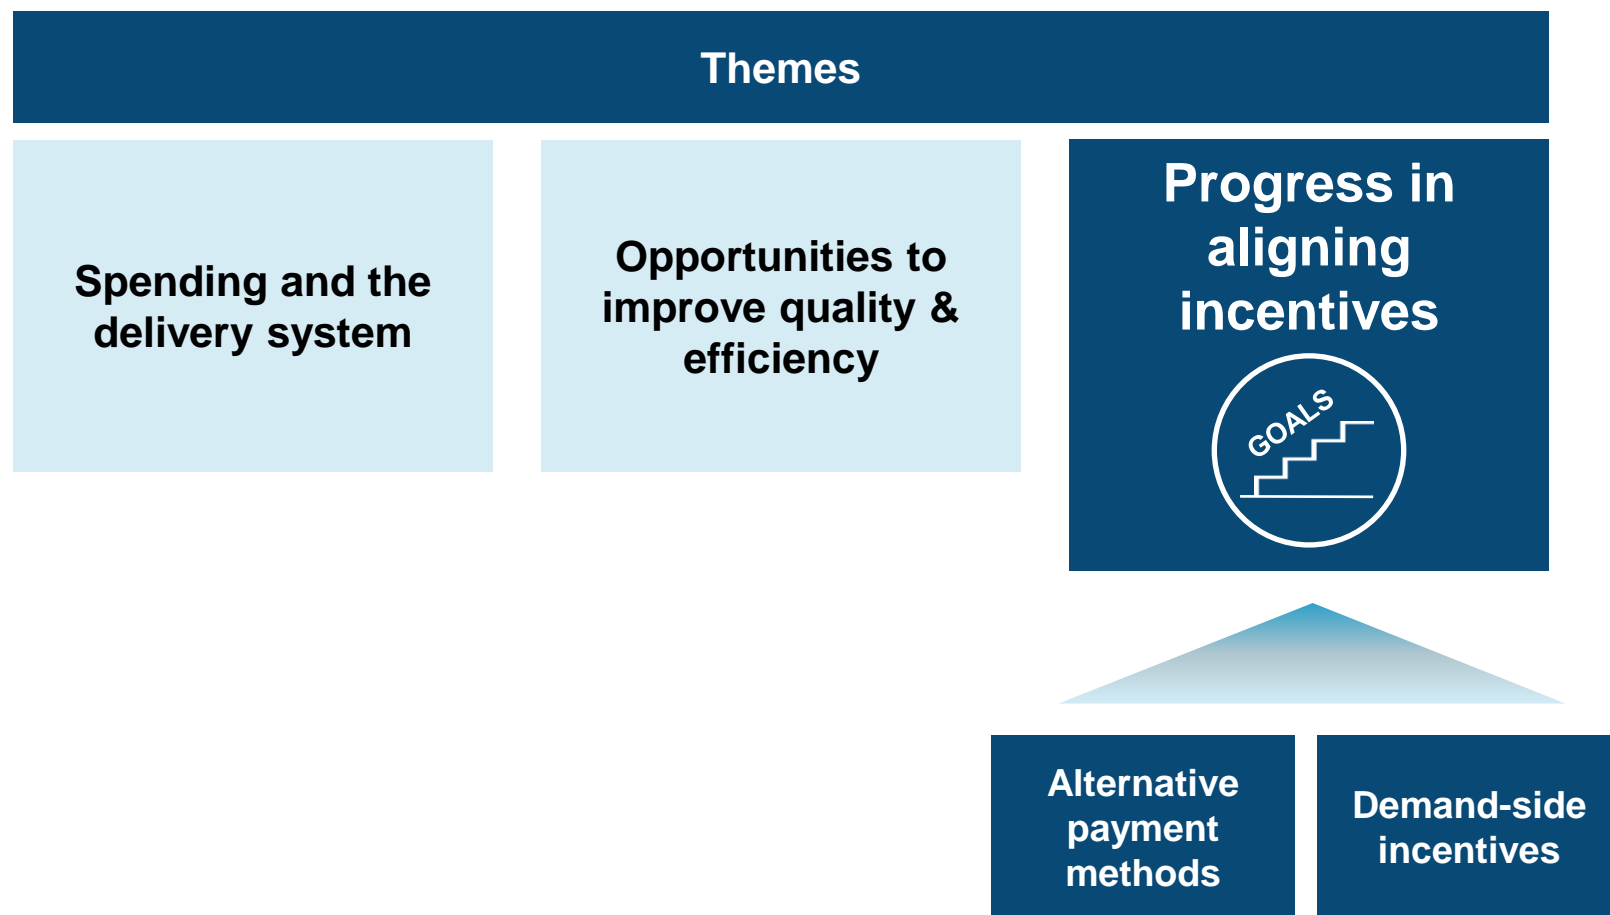 Themes
Spending and the
delivery system
Opportunities to
improve quality &
efficiency
Progress in
aligning
incentives
GOALS
Alternative
payment
methods
Demand-side
incentives